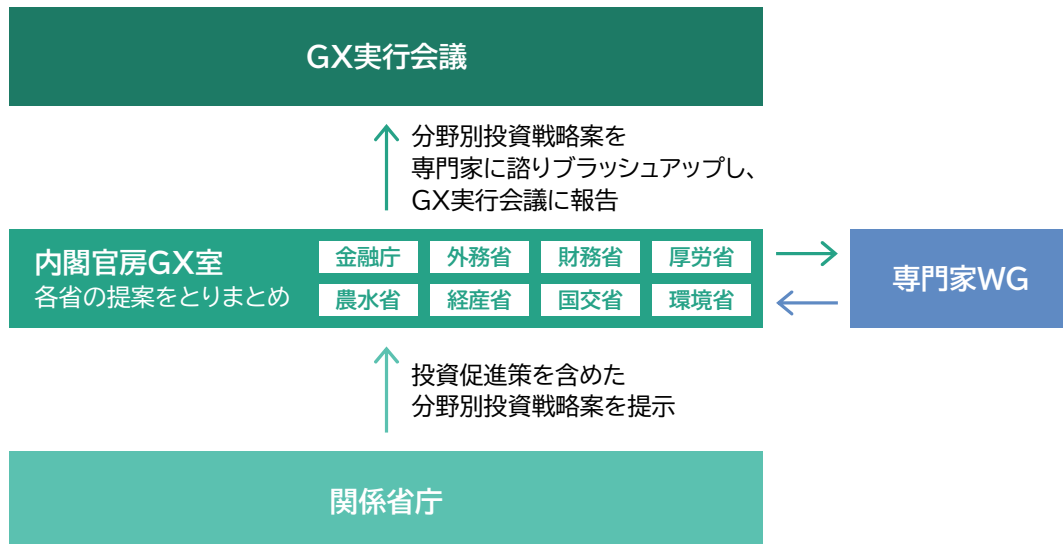 GX実行会議
分野別投資戦略案を
専門家に諮りブラッシュアップし、
GX実行会議に報告
内閣官房GX室
各省の提案をとりまとめ
金融庁 外務省 財務省 厚労省
農水省 経産省 国交省 環境省
専門家WG
投資促進策を含めた
分野別投資戦略案を提示
関係省庁